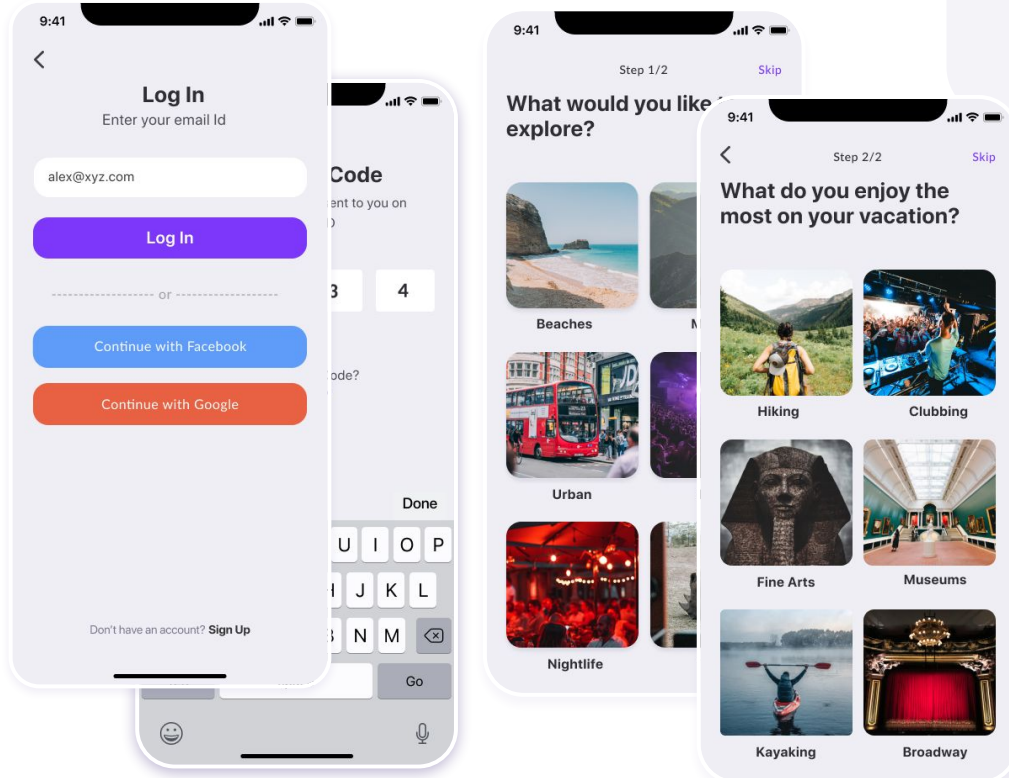 9:41
Log In
Enter your email Id
alex@xyz.com
Log In
or
Continue with Facebook
Continue with Google
Don't have an account? Sign Up
Code
to you on
4
Done
U I O P
J K L
N M
Go
9:41
Step 1/2
Skip
What would you like
explore?
Beaches
Urban
Nightlife
9:41
Step 2/2
Skip
What do you enjoy the
most on your vacation?
Hiking
Clubbing
Fine Arts
Museums
Kayaking
Broadway